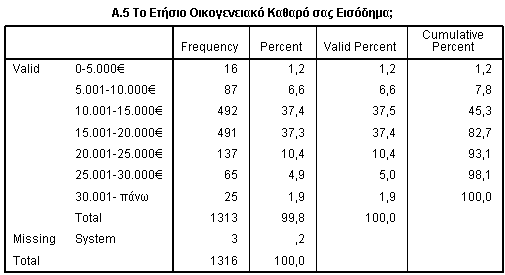 Α.5 Το Ετήσιο Οικογενειακό Καθαρό σας Εισόδημα;
Frequency Percent Valid Percent Cumulative Percent
Valid 0-5.000€ 16 1,2 1,2 1,2
5.001-10.000€ 87 6,6 6,6 7,8
10.001-15.000€ 492 37,4 37,5 45,3
15.001-20.000€ 491 37,3 37,4 82,7
20.001-25.000€ 137 10,4 10,4 93,1
25.001-30.000€ 65 4,9 5,0 98,1
30.001- πάνω 25 1,9 1,9 100,0
Total 1313 99,8 100,0
Missing System 3 ,2
Total 1316 100,0